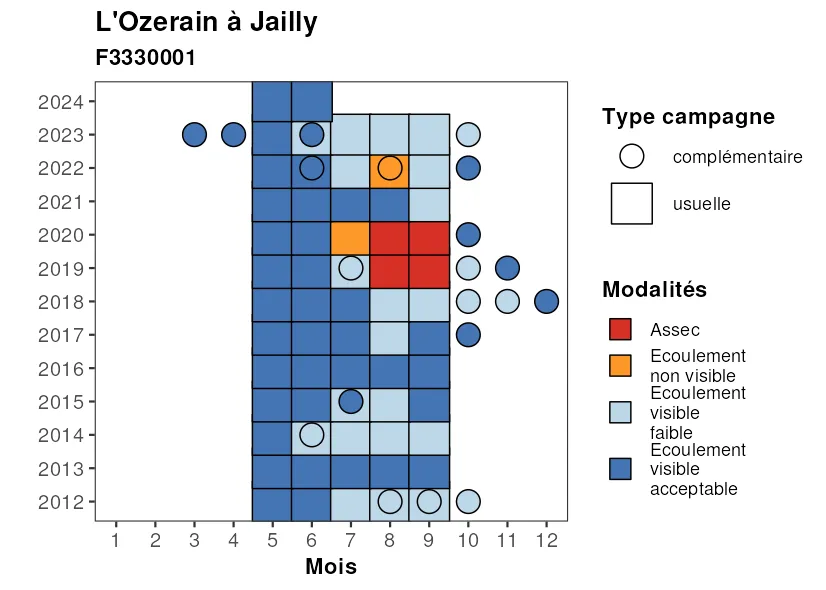 L'Ozerain à Jailly
F3330001
2024
2023
2022
2021
2020
2019
2018
2017
2016
2015
2014
2013
2012
1 2 3 4 5 6 7 8 9 10 11 12
Mois
Type campagne
complémentaire
usuelle
Modalités
Assec
Ecoulement
non visible
Ecoulement
visible
faible
Ecoulement
visible
acceptable